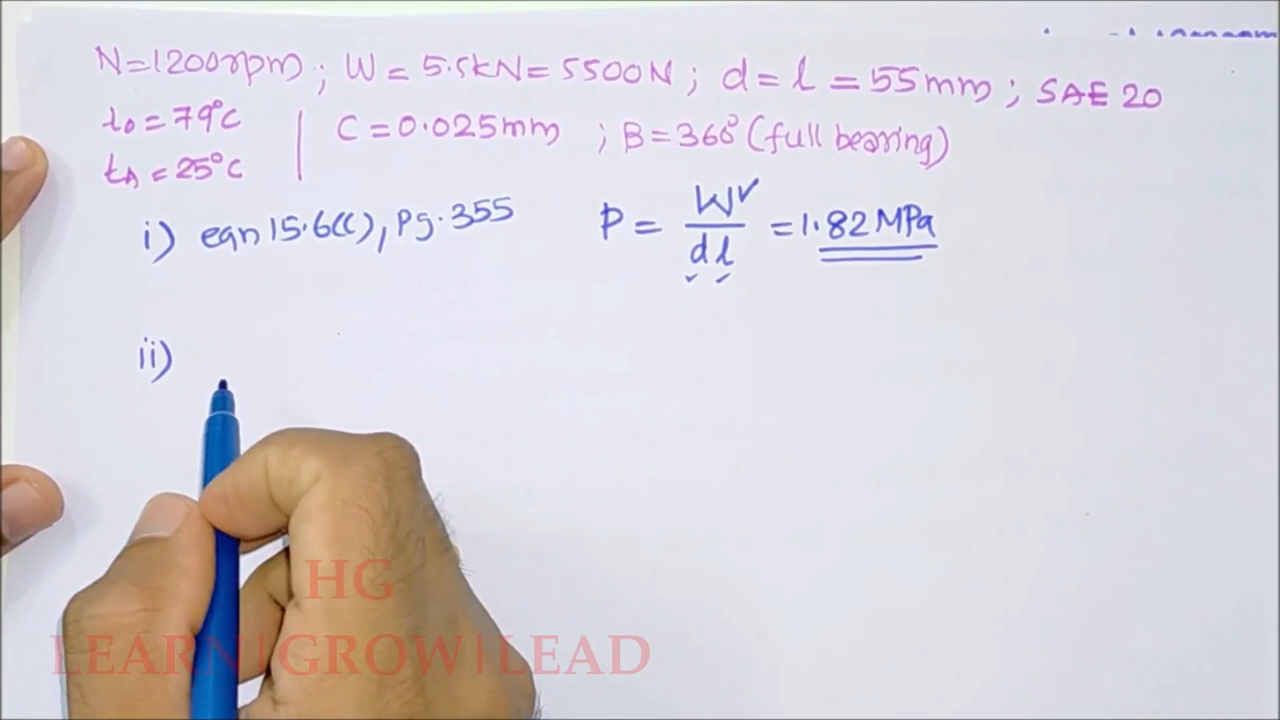 N=1200rpm; W = 5.5kN = 5500N; d = l = 55mm; SAE 20
to = 79°C
tA = 25°C
C = 0.025mm ; B = 360° (full bearing)
i) eqn 15.6(c), Pg. 355 P = W/dl = 1.82 MPa
ii)
HG
LEARN|GROW|LEAD